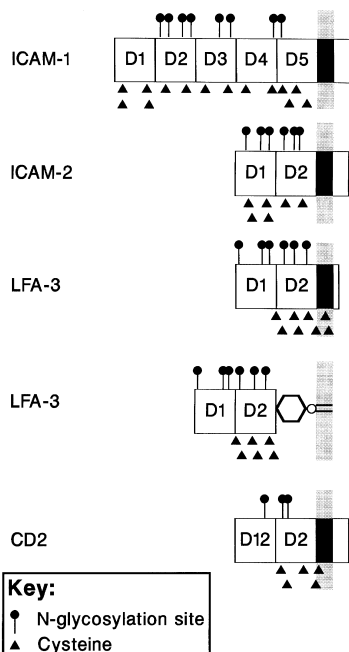 ICAM-1 D1 D2 D3 D4 D5
ICAM-2 D1 D2
LFA-3 D1 D2
LFA-3 D1 D2
CD2 D12 D2
Key:
N-glycosylation site
Cysteine